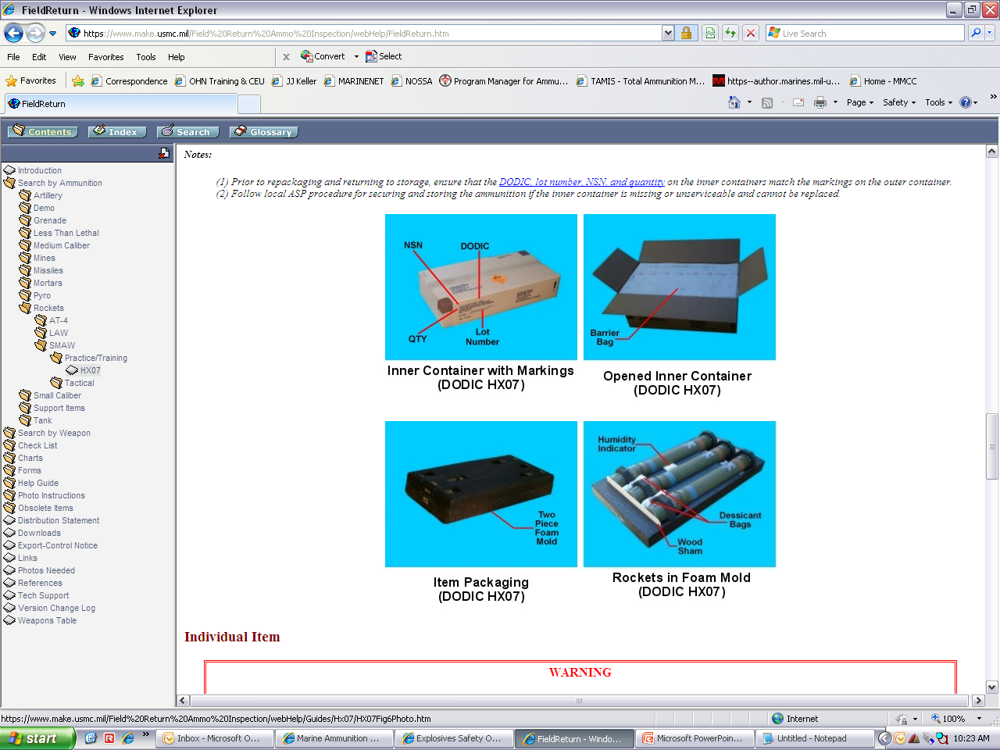 FieldReturn - Windows Internet Explorer
https://www.make.usmc.mil/Field%20Return%20Ammo%20Inspection/webHelp/FieldReturn.htm
Live Search
File Edit View Favorites Tools Help
x Convert Select
Favorites Correspondence OHN Training & CEU JJ Keller MARINENET NOSSA Program Manager for Ammu... TAMIS - Total Ammunition M... https--author.marines.mil-u... Home - MMCC
FieldReturn
Page Safety Tools
Contents Index Search Glossary
Introduction
Search by Ammunition
Artillery
Demo
Grenade
Less Than Lethal
Medium Caliber
Mines
Missiles
Mortars
Pyro
Rockets
AT-4
LAW
SMAW
Practice/Training
HX07
Tactical
Small Caliber
Support Items
Tank
Search by Weapon
Check List
Charts
Forms
Help Guide
Photo Instructions
Obsolete Items
Distribution Statement
Downloads
Export-Control Notice
Links
Photos Needed
References
Tech Support
Version Change Log
Weapons Table
Notes:
(1) Prior to repackaging and returning to storage, ensure that the DODIC, lot number, NSN, and quantity on the inner containers match the markings on the outer container.
(2) Follow local ASP procedure for securing and storing the ammunition if the inner container is missing or unserviceable and cannot be replaced.
NSN
DODIC
QTY
Lot
Number
Inner Container with Markings
(DODIC HX07)
Barrier
Bag
Opened Inner Container
(DODIC HX07)
Two
Piece
Foam
Mold
Item Packaging
(DODIC HX07)
Humidity
Indicator
Dessicant
Bags
Wood
Sham
Rockets in Foam Mold
(DODIC HX07)
Individual Item
WARNING
https://www.make.usmc.mil/Field%20Return%20Ammo%20Inspection/webHelp/Guides/Hx07/HX07Fig6Photo.htm
Internet
100%
start
Inbox - Microsoft O...
Marine Ammunition ...
Explosives Safety O...
FieldReturn - Windo...
Microsoft PowerPoin...
Untitled - Notepad
10:23 AM